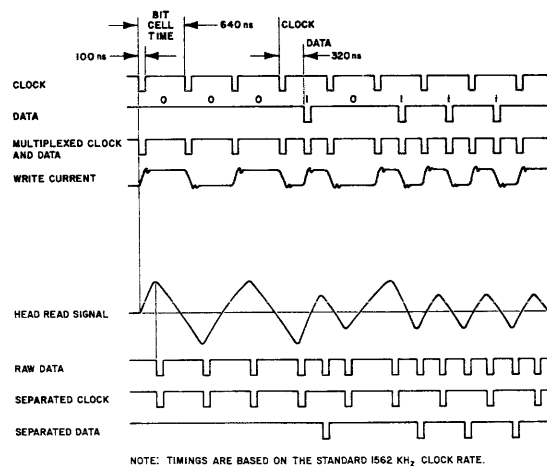 BIT
CELL
TIME
640 ns
CLOCK
100 ns
DATA
320 ns
CLOCK
0 0 0 1 0 1 1 1
DATA
MULTIPLEXED CLOCK
AND DATA
WRITE CURRENT
HEAD READ SIGNAL
RAW DATA
SEPARATED CLOCK
SEPARATED DATA
NOTE: TIMINGS ARE BASED ON THE STANDARD 1562 KHz CLOCK RATE.